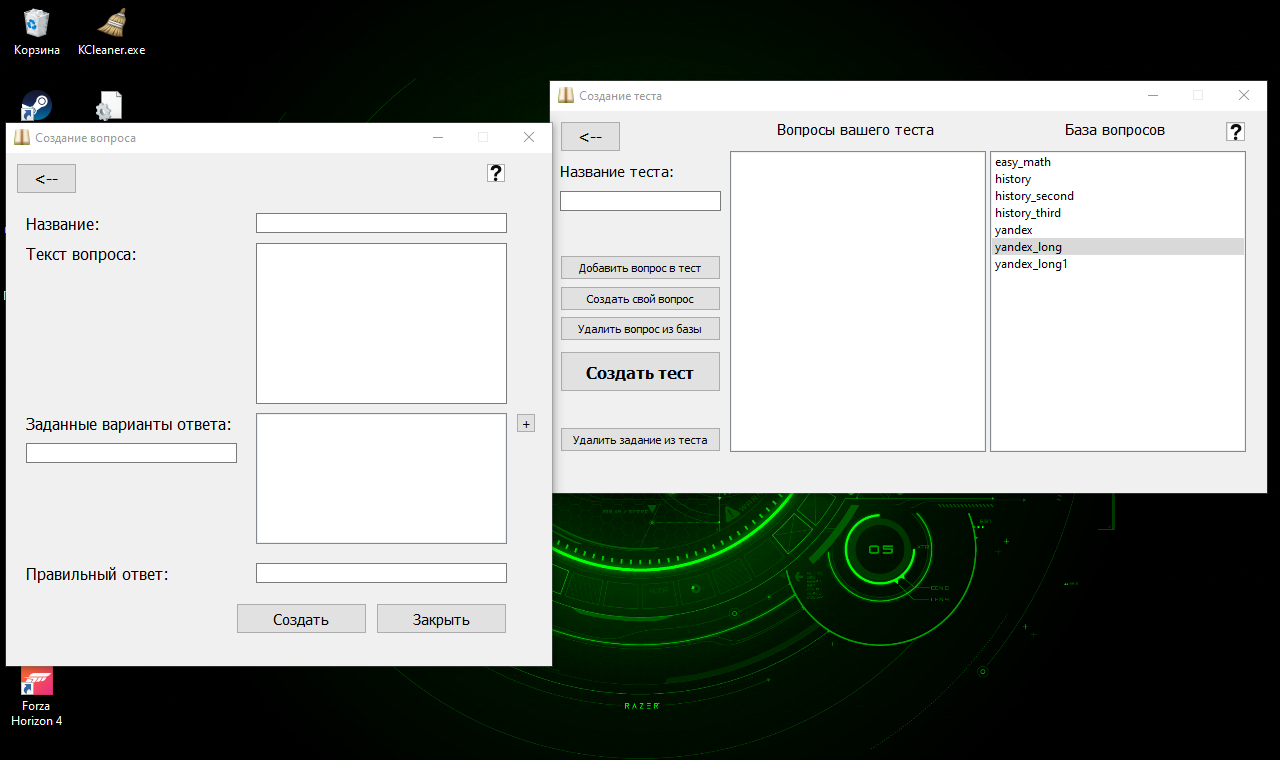 Корзина
KCleaner.exe
Создание вопроса
<--
?
Название:
Текст вопроса:
Заданные варианты ответа:
+
Правильный ответ:
Создать
Закрыть
Создание теста
<--
Вопросы вашего теста
База вопросов
?
Название теста:
easy_math
history
history_second
history_third
yandex
yandex_long
yandex_long1
Добавить вопрос в тест
Создать свой вопрос
Удалить вопрос из базы
Создать тест
Удалить задание из теста
05
RAZER
Forza
Horizon 4